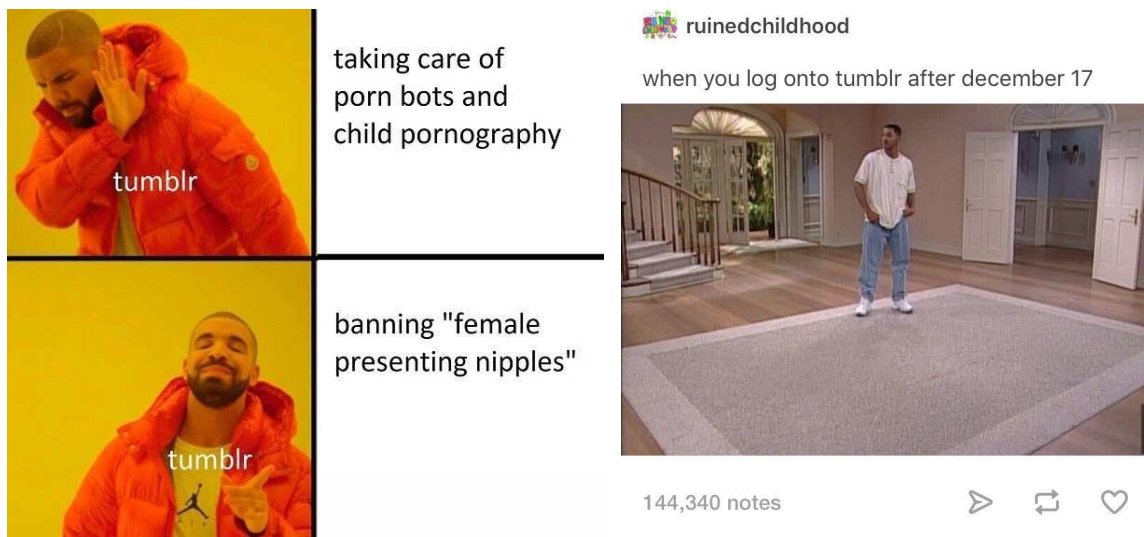 tumblr
taking care of
porn bots and
child pornography
tumblr
banning "female
presenting nipples"
ruinedchildhood
when you log onto tumblr after december 17
144,340 notes